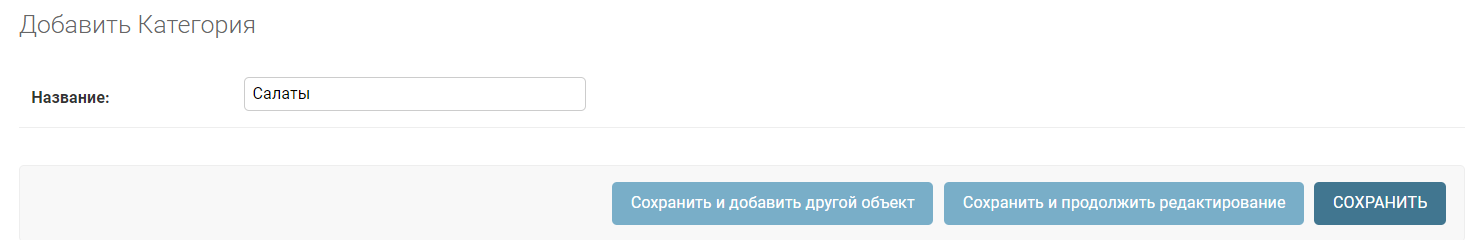 Добавить Категория
Название: Салаты
Сохранить и добавить другой объект Сохранить и продолжить редактирование СОХРАНИТЬ